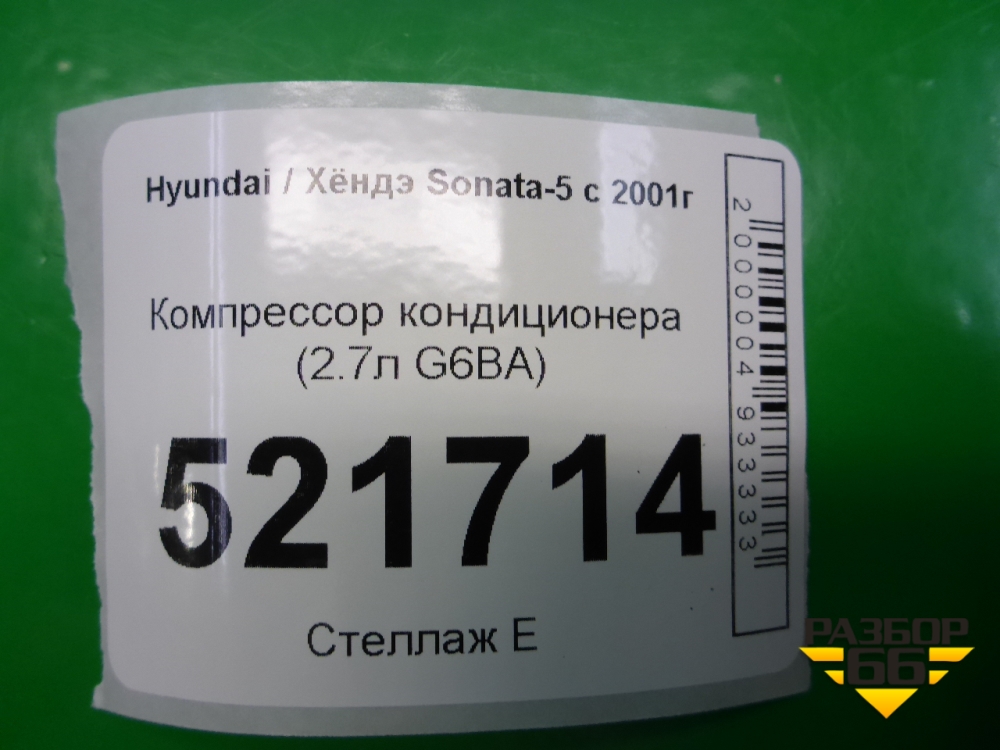 Hyundai / Хёндэ Sonata-5 с 2001г
Компрессор кондиционера
(2.7л G6BA)
521714
Стеллаж Е
2000004933333
РАЗБОР
66